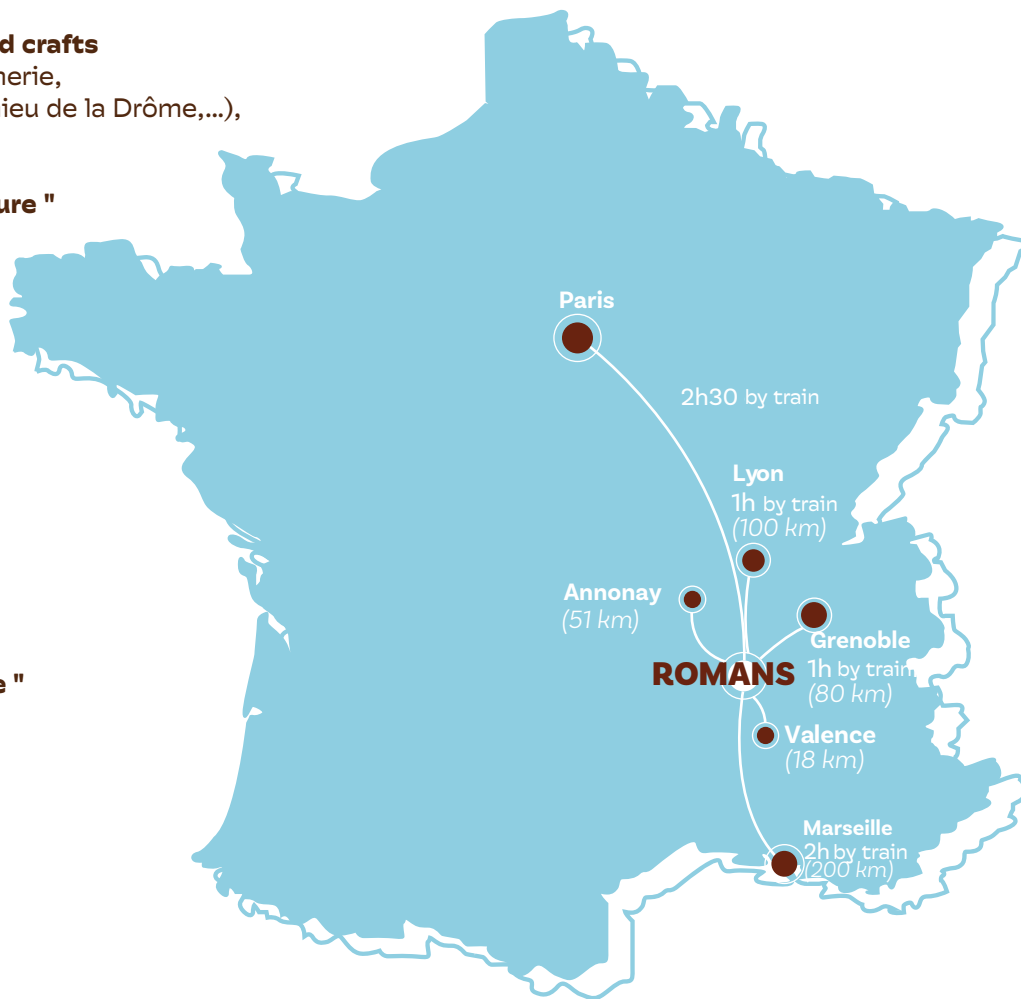 d crafts
nerie,
nieu de la Drôme,...),
ure "
e "
Paris
2h30 by train
Lyon
1h by train
(100 km)
Annonay
(51 km)
Grenoble
1h by train
(80 km)
ROMANS
Valence
(18 km)
Marseille
2h by train
(200 km)